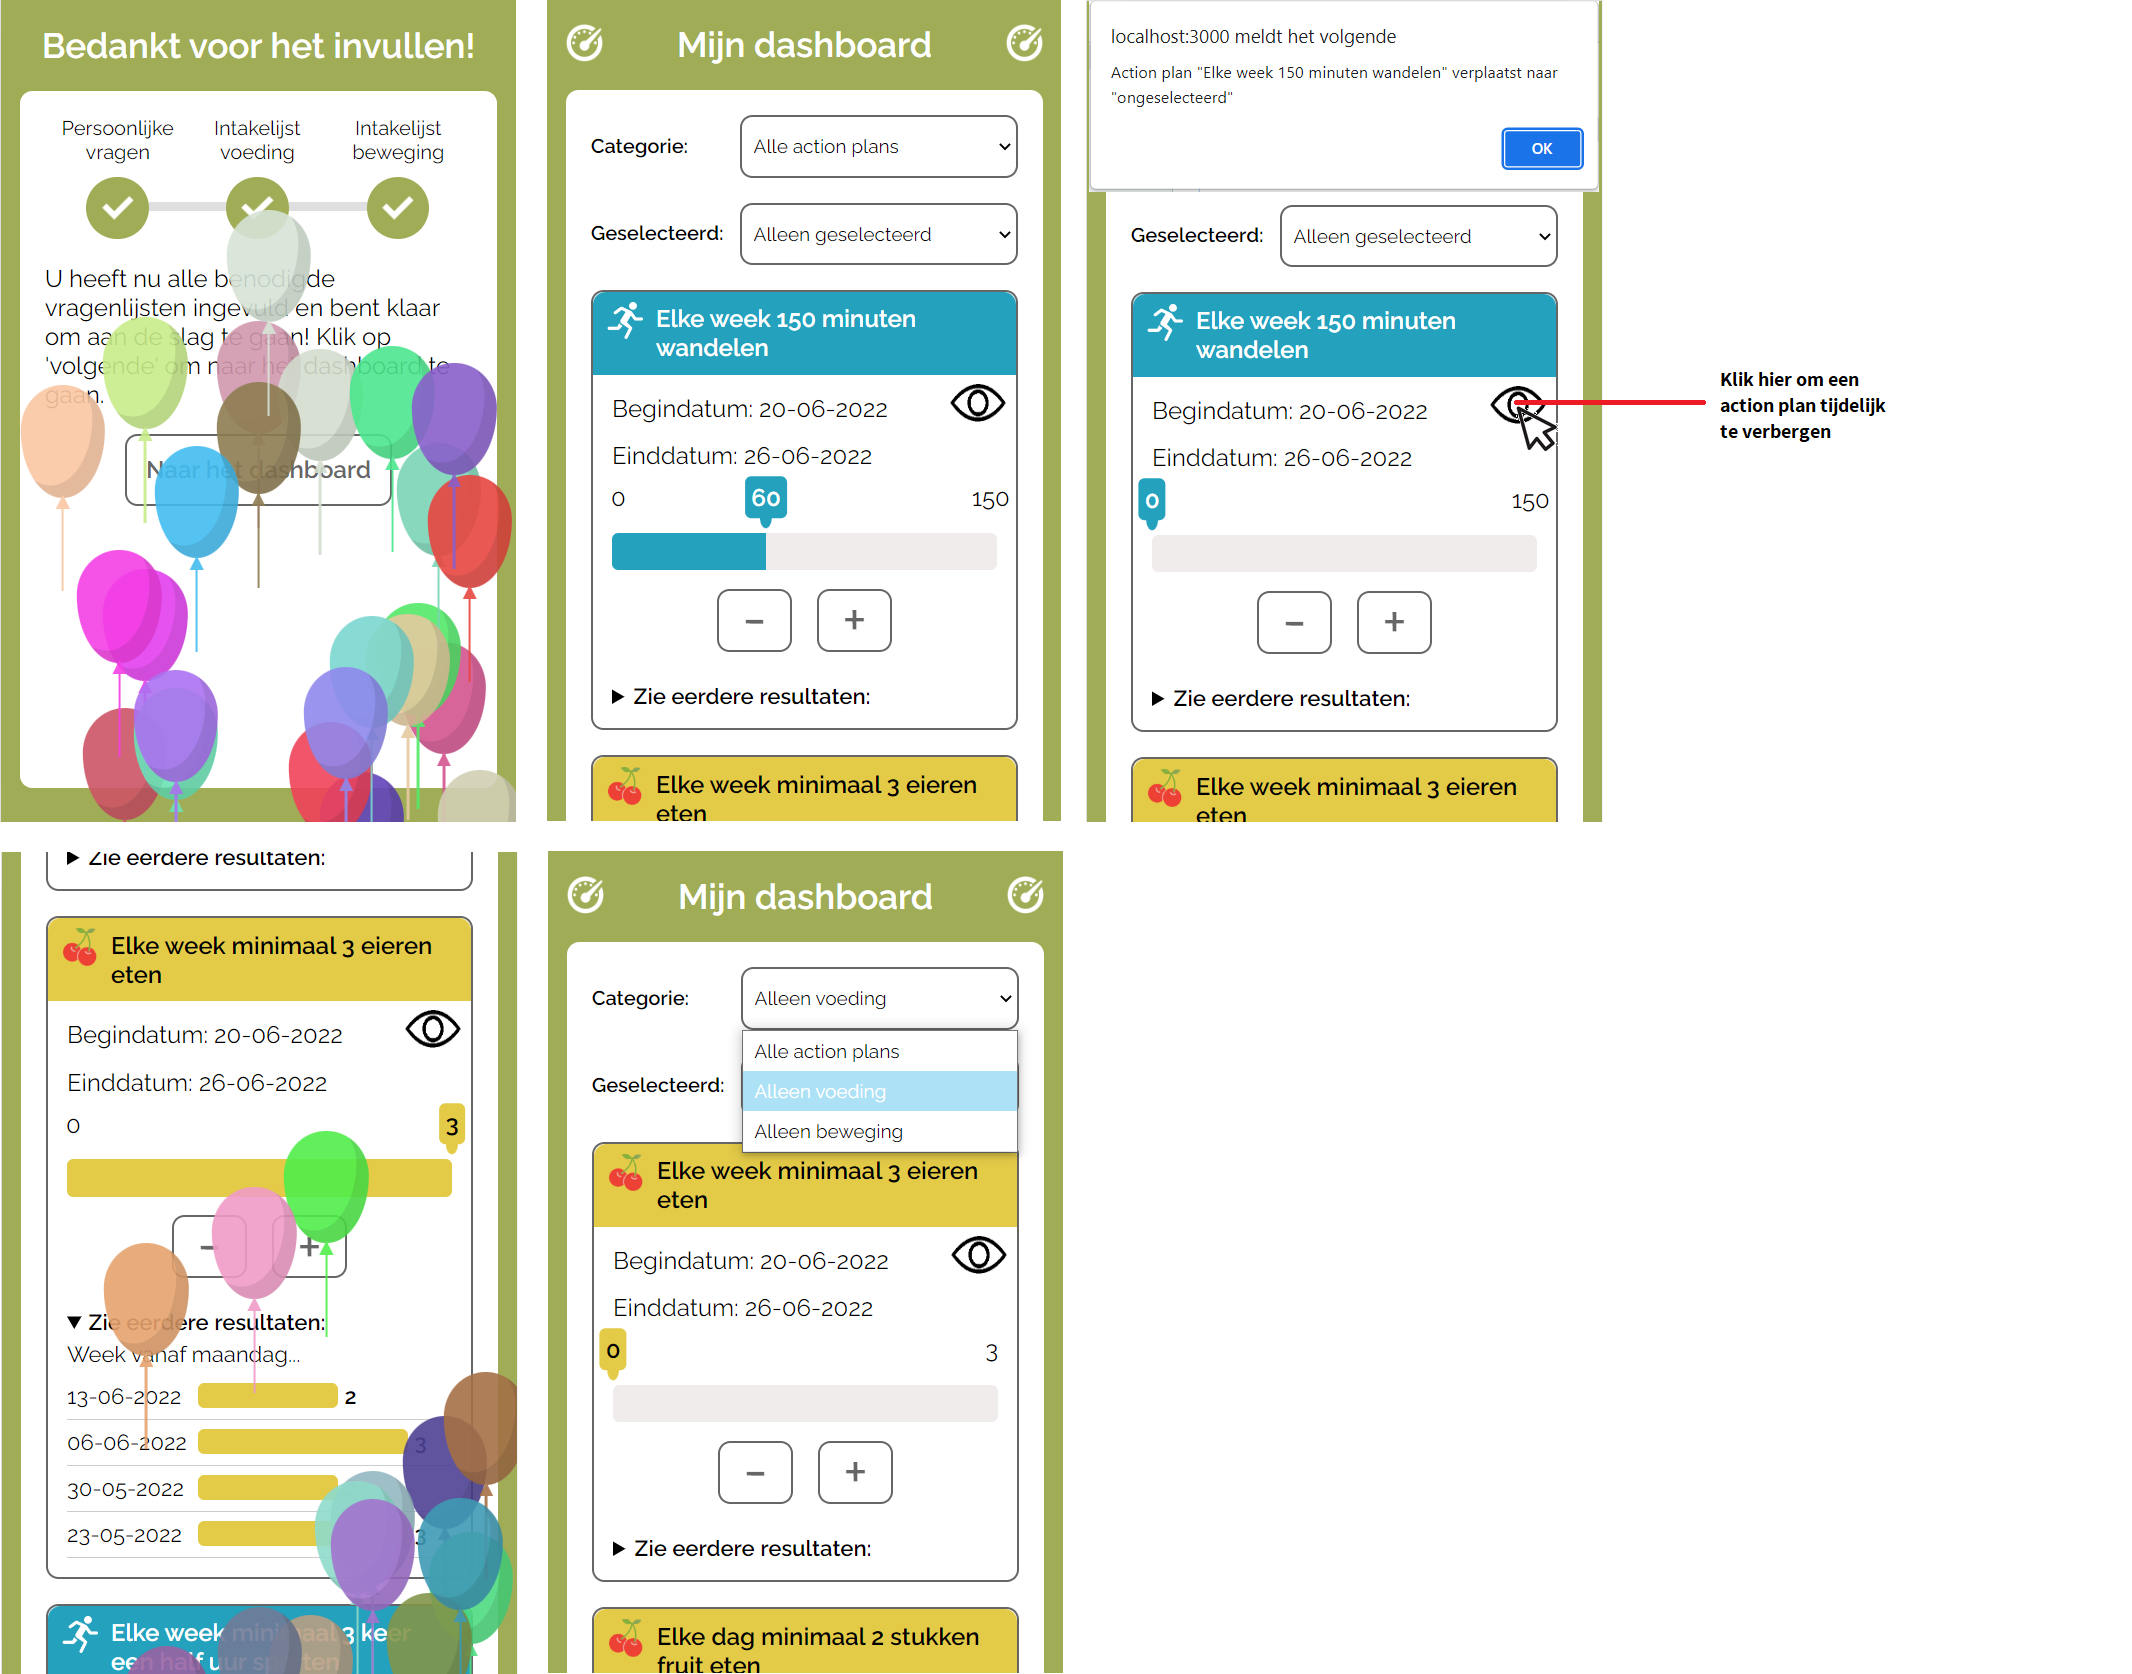 Bedankt voor het invullen!
Persoonlijke vragen
Intakelijst voeding
Intakelijst beweging
U heeft nu alle benodigde
vragenlijsten ingevuld en bent klaar
om aan de slag te gaan! Klik op
'volgende' om naar het dashboard te
gaan.
Naar het dashboard
Mijn dashboard
Categorie:
Alle action plans
Geselecteerd:
Alleen geselecteerd
Elke week 150 minuten
wandelen
Begindatum: 20-06-2022
Einddatum: 26-06-2022
0 60 150
− +
▶ Zie eerdere resultaten:
Elke week minimaal 3 eieren
eten
localhost:3000 meldt het volgende
Action plan "Elke week 150 minuten wandelen" verplaatst naar
"ongeselecteerd"
OK
Geselecteerd:
Alleen geselecteerd
Elke week 150 minuten
wandelen
Begindatum: 20-06-2022
Einddatum: 26-06-2022
0 150
− +
▶ Zie eerdere resultaten:
Elke week minimaal 3 eieren
eten
Klik hier om een
action plan tijdelijk
te verbergen
▶ Zie eerdere resultaten:
Elke week minimaal 3 eieren
eten
Begindatum: 20-06-2022
Einddatum: 26-06-2022
0 3
− +
▼ Zie eerdere resultaten:
Week vanaf maandag...
13-06-2022 2
06-06-2022 3
30-05-2022
23-05-2022 3
Elke week minimaal 3 keer
een half uur sporten
Mijn dashboard
Categorie:
Alleen voeding
Alle action plans
Geselecteerd:
Alleen voeding
Alleen beweging
Elke week minimaal 3 eieren
eten
Begindatum: 20-06-2022
Einddatum: 26-06-2022
0 3
− +
▶ Zie eerdere resultaten:
Elke dag minimaal 2 stukken
fruit eten